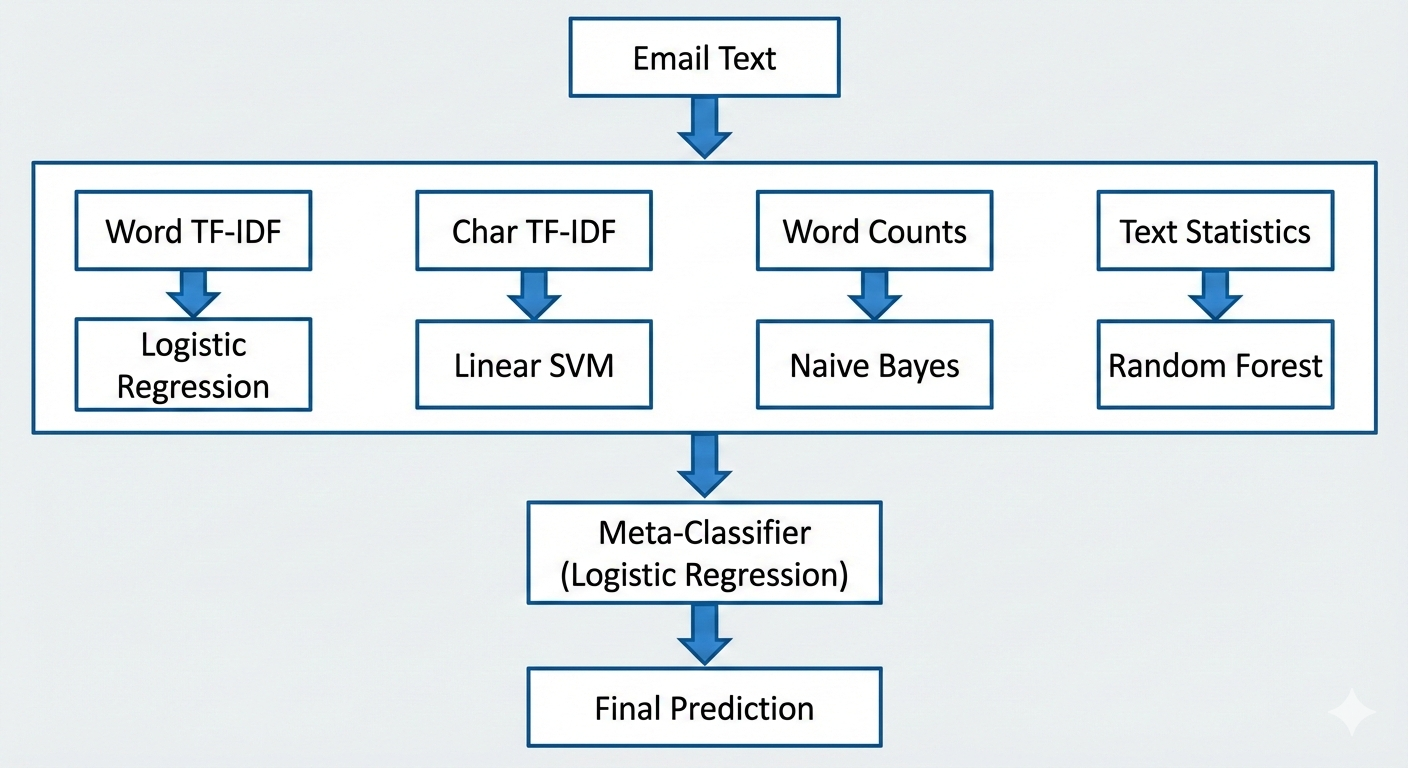 Email Text
Word TF-IDF
Char TF-IDF
Word Counts
Text Statistics
Logistic
Regression
Linear SVM
Naive Bayes
Random Forest
Meta-Classifier
(Logistic Regression)
Final Prediction